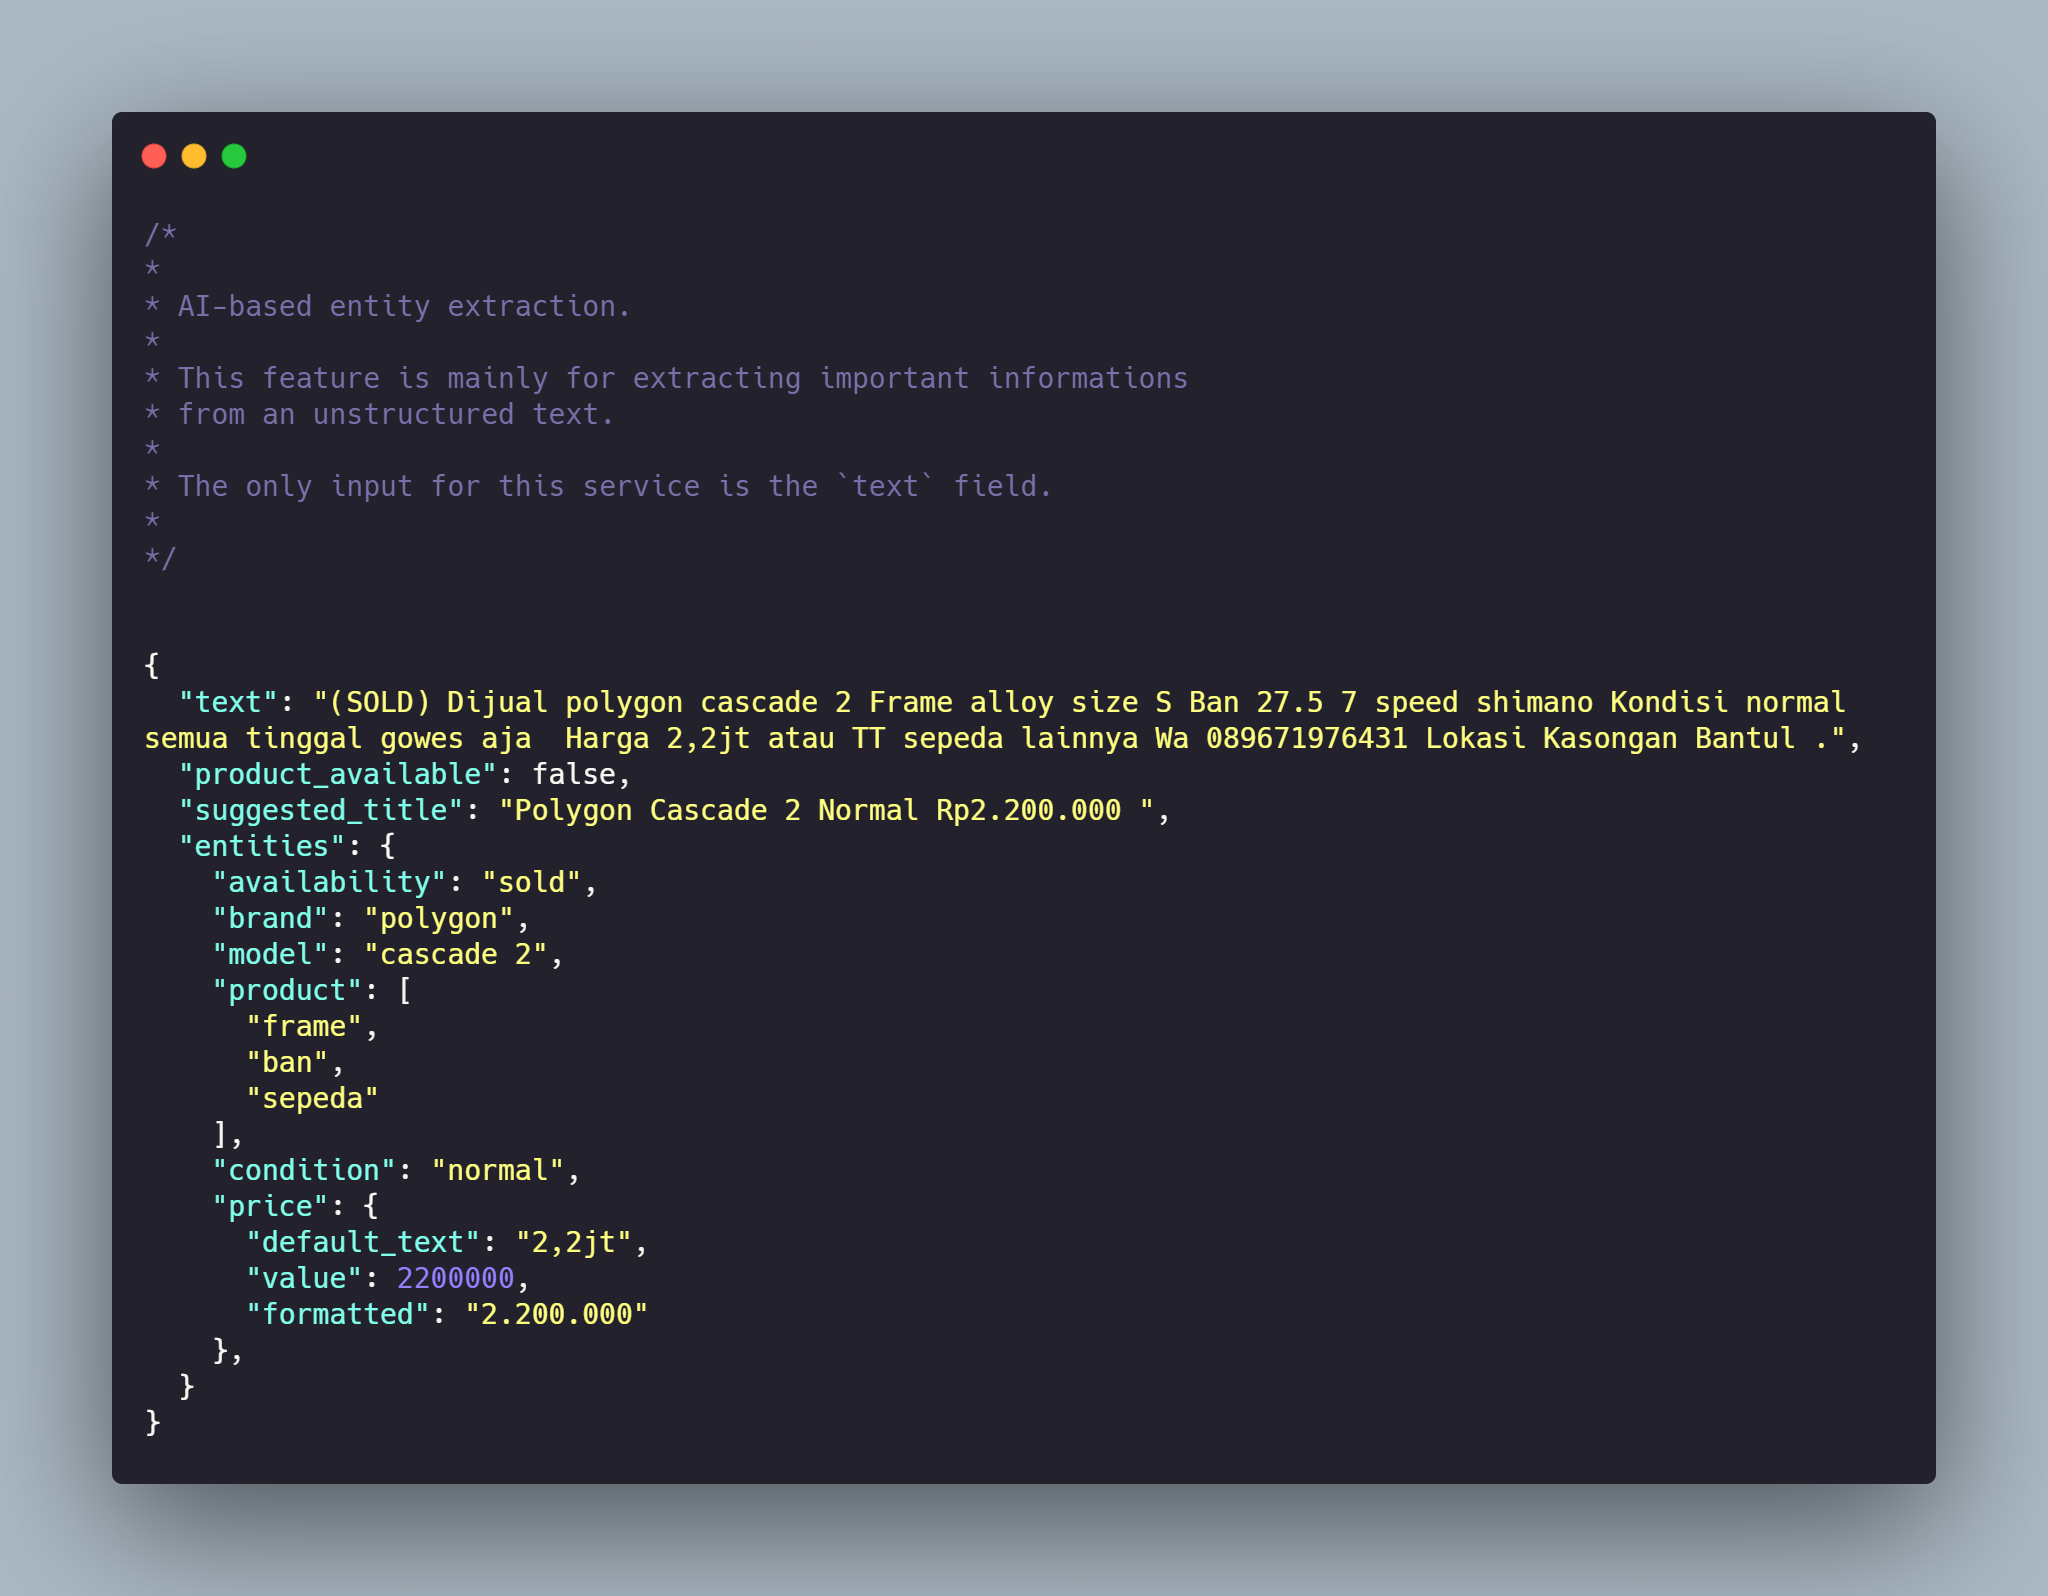 /*
*
* AI-based entity extraction.
*
* This feature is mainly for extracting important informations
* from an unstructured text.
*
* The only input for this service is the `text` field.
*
*/
{
  "text": "(SOLD) Dijual polygon cascade 2 Frame alloy size S Ban 27.5 7 speed shimano Kondisi normal
semua tinggal gowes aja  Harga 2,2jt atau TT sepeda lainnya Wa 089671976431 Lokasi Kasongan Bantul .",
  "product_available": false,
  "suggested_title": "Polygon Cascade 2 Normal Rp2.200.000 ",
  "entities": {
    "availability": "sold",
    "brand": "polygon",
    "model": "cascade 2",
    "product": [
      "frame",
      "ban",
      "sepeda"
    ],
    "condition": "normal",
    "price": {
      "default_text": "2,2jt",
      "value": 2200000,
      "formatted": "2.200.000"
    },
  }
}